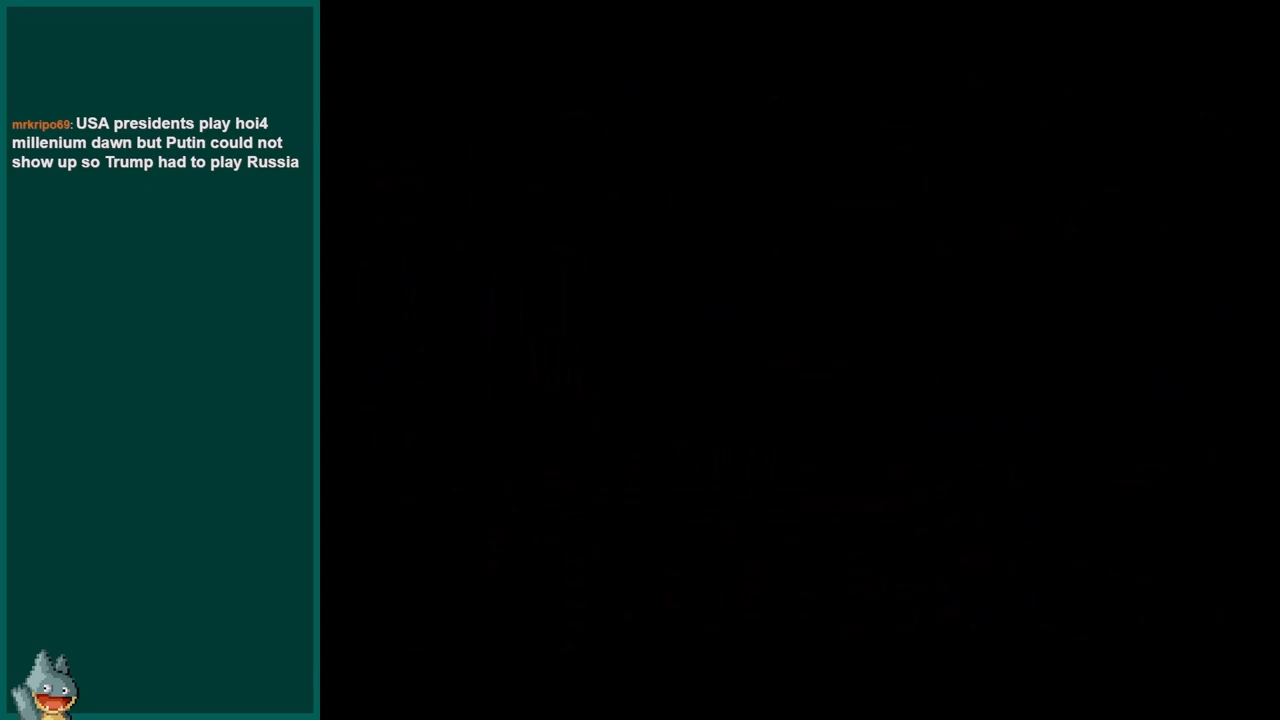 mrkripo69: USA presidents play hoi4
millenium dawn but Putin could not
show up so Trump had to play Russia